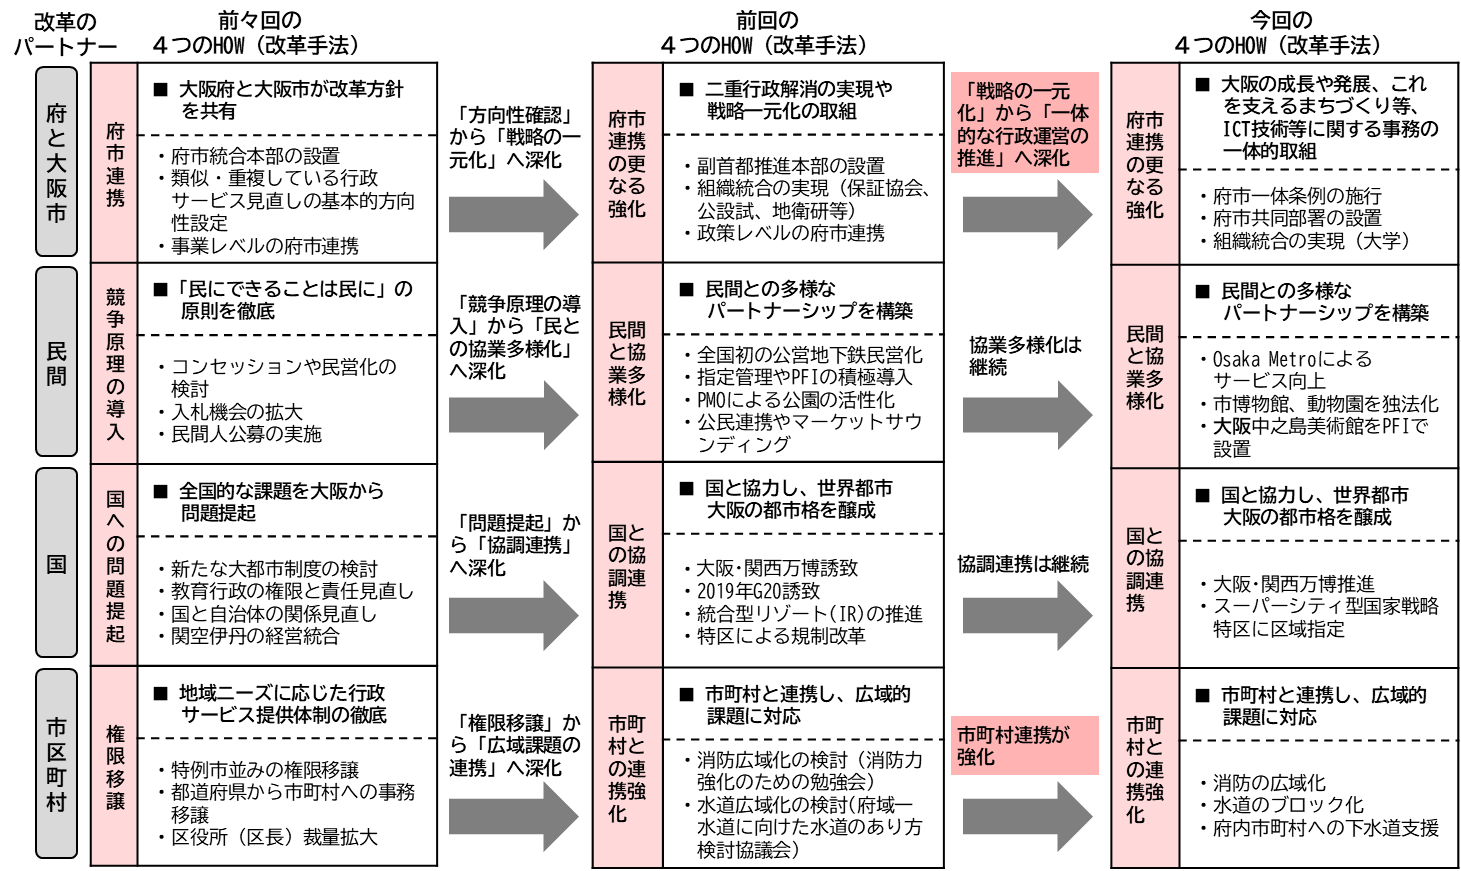 改革の
パートナー
前々回の
４つのHOW（改革手法）
前回の
４つのHOW（改革手法）
今回の
４つのHOW（改革手法）
府と大阪市
府市連携
■ 大阪府と大阪市が改革方針
を共有
・府市統合本部の設置
・類似・重複している行政
サービス見直しの基本的方向
性設定
・事業レベルの府市連携
「方向性確認」
から「戦略の一
元化」へ深化
府市
連携
の更
なる
強化
■ 二重行政解消の実現や
戦略一元化の取組
・副首都推進本部の設置
・組織統合の実現（保証協会、
公設試、地衛研等）
・政策レベルの府市連携
「戦略の一元
化」から「一体
的な行政運営の
推進」へ深化
府市
連携
の更
なる
強化
■ 大阪の成長や発展、これ
を支えるまちづくり等、
ICT技術等に関する事務の
一体的取組
・府市一体条例の施行
・府市共同部署の設置
・組織統合の実現（大学）
民間
競争原理の導入
■「民にできることは民に」の
原則を徹底
・コンセッションや民営化の
検討
・入札機会の拡大
・民間人公募の実施
「競争原理の導
入」から「民と
の協業多様化」
へ深化
民間
と協
業多
様化
■ 民間との多様な
パートナーシップを構築
・全国初の公営地下鉄民営化
・指定管理やPFIの積極導入
・PMOによる公園の活性化
・公民連携やマーケットサウ
ンディング
協業多様化は
継続
民間
と協
業多
様化
■ 民間との多様な
パートナーシップを構築
・Osaka Metroによる
サービス向上
・市博物館、動物園を独法化
・大阪中之島美術館をPFIで
設置
国
国への問題提起
■ 全国的な課題を大阪から
問題提起
・新たな大都市制度の検討
・教育行政の権限と責任見直し
・国と自治体の関係見直し
・関空伊丹の経営統合
「問題提起」か
ら「協調連携」
へ深化
国と
の協
調連
携
■ 国と協力し、世界都市
大阪の都市格を醸成
・大阪･関西万博誘致
・2019年G20誘致
・統合型リゾート(IR)の推進
・特区による規制改革
協調連携は継続
国と
の協
調連
携
■ 国と協力し、世界都市
大阪の都市格を醸成
・大阪･関西万博推進
・スーパーシティ型国家戦略
特区に区域指定
市区町村
権限移譲
■ 地域ニーズに応じた行政
サービス提供体制の徹底
・特例市並みの権限移譲
・都道府県から市町村への事務
移譲
・区役所（区長）裁量拡大
「権限移譲」か
ら「広域課題の
連携」へ深化
市町
村と
の連
携強
化
■ 市町村と連携し、広域的
課題に対応
・消防広域化の検討（消防力
強化のための勉強会）
・水道広域化の検討(府域一
水道に向けた水道のあり方
検討協議会）
市町村連携が
強化
市町
村と
の連
携強
化
■ 市町村と連携し、広域的
課題に対応
・消防の広域化
・水道のブロック化
・府内市町村への下水道支援